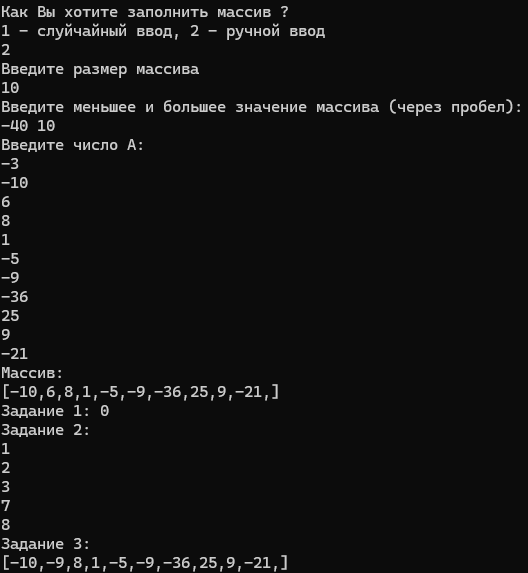 Как Вы хотите заполнить массив ?
1 - слуйчайный ввод, 2 - ручной ввод
2
Введите размер массива
10
Введите меньшее и большее значение массива (через пробел):
-40 10
Введите число A:
-3
-10
6
8
1
-5
-9
-36
25
9
-21
Массив:
[-10,6,8,1,-5,-9,-36,25,9,-21,]
Задание 1: 0
Задание 2:
1
2
3
7
8
Задание 3:
[-10,-9,8,1,-5,-9,-36,25,9,-21,]